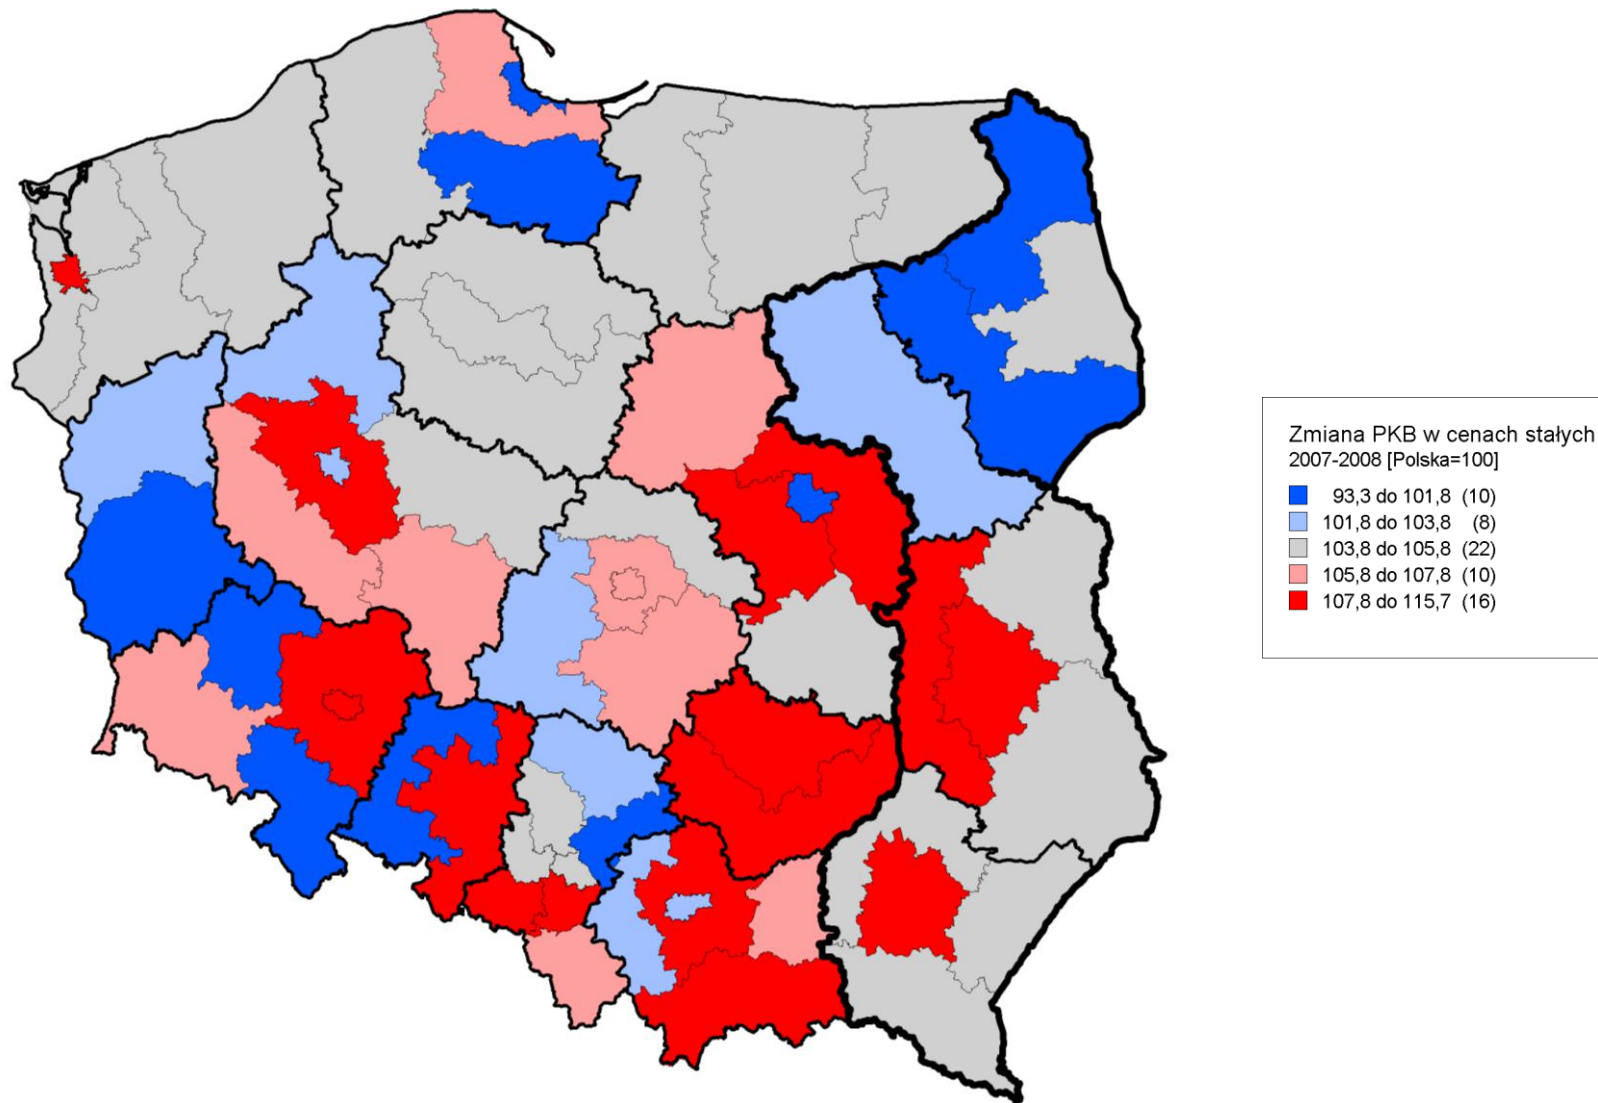 Zmiana PKB w cenach stałych
2007-2008 [Polska=100]
93,3 do 101,8 (10)
101,8 do 103,8 (8)
103,8 do 105,8 (22)
105,8 do 107,8 (10)
107,8 do 115,7 (16)